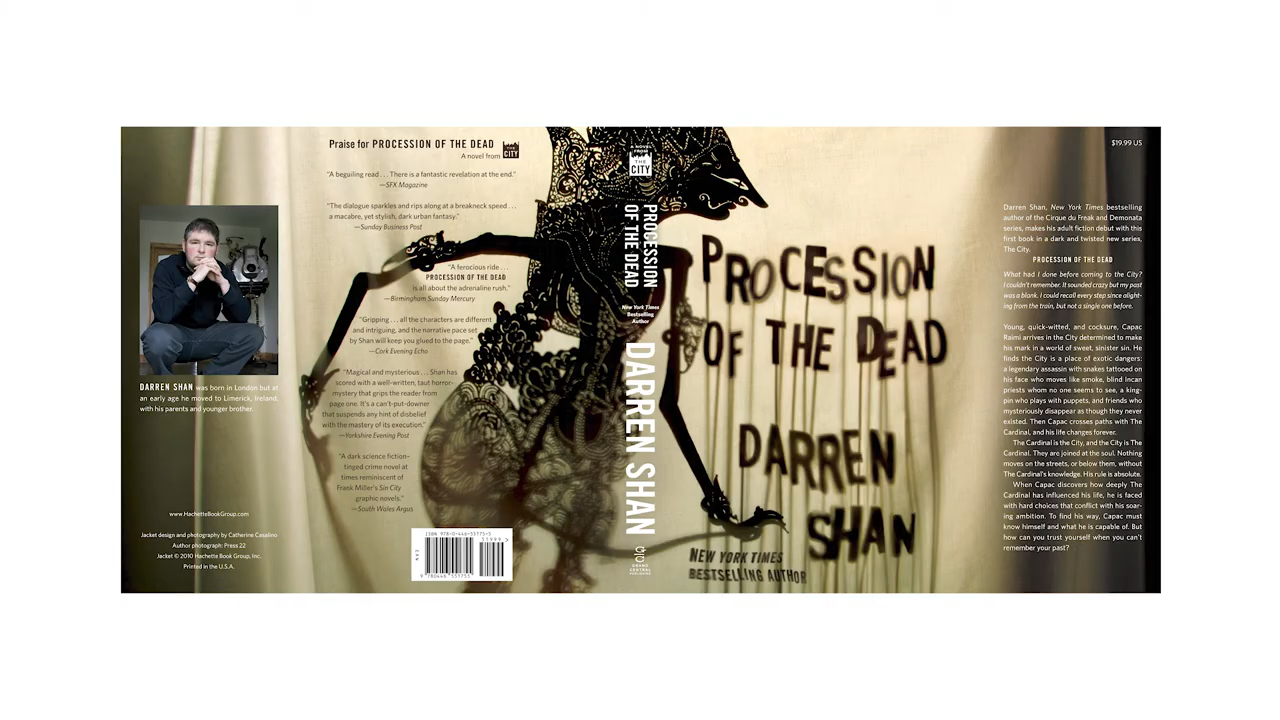 DARREN SHAN was born in London but at
an early age he moved to Limerick, Ireland,
with his parents and younger brother.
www.HachetteBookGroup.com
Jacket design and photography by Catherine Casalino
Author photograph: Press 22
Jacket © 2010 Hachette Book Group, Inc.
Printed in the U.S.A.
Praise for PROCESSION OF THE DEAD
A novel from THE CITY
“A beguiling read . . . There is a fantastic revelation at the end.”
—SFX Magazine
“The dialogue sparkles and rips along at a breakneck speed . . .
a macabre, yet stylish, dark urban fantasy.”
—Sunday Business Post
“A ferocious ride . . .
PROCESSION OF THE DEAD
is all about the adrenaline rush.”
—Birmingham Sunday Mercury
“Gripping . . . all the characters are different
and intriguing, and the narrative pace set
by Shan will keep you glued to the page.”
—Cork Evening Echo
“Magical and mysterious . . . Shan has
scored with a well-written, taut horror-
mystery that grips the reader from
page one. It’s a can’t-put-downer
that suspends any hint of disbelief
with the mastery of its execution.”
—Yorkshire Evening Post
“A dark science fiction–
tinged crime novel at
times reminiscent of
Frank Miller’s Sin City
graphic novels.”
—South Wales Argus
ISBN 978-0-446-55175-5
51999
9 780446 551755
A NOVEL
FROM
THE
CITY
PROCESSION
OF THE DEAD
New York Times
Bestselling
Author
DARREN SHAN
GRAND
CENTRAL
PUBLISHING
PROCESSION
OF THE DEAD
DARREN
SHAN
NEW YORK TIMES
BESTSELLING AUTHOR
$19.99 US
Darren Shan, New York Times bestselling
author of the Cirque du Freak and Demonata
series, makes his adult fiction debut with this
first book in a dark and twisted new series,
The City.
PROCESSION OF THE DEAD
What had I done before coming to the City?
I couldn’t remember. It sounded crazy but my past
was a blank. I could recall every step since alight-
ing from the train, but not a single one before.
Young, quick-witted, and cocksure, Capac
Raimi arrives in the City determined to make
his mark in a world of sweet, sinister sin. He
finds the City is a place of exotic dangers:
a legendary assassin with snakes tattooed on
his face who moves like smoke, blind Incan
priests whom no one seems to see, a king-
pin who plays with puppets, and friends who
mysteriously disappear as though they never
existed. Then Capac crosses paths with The
Cardinal, and his life changes forever.
The Cardinal is the City, and the City is The
Cardinal. They are joined at the soul. Nothing
moves on the streets, or below them, without
The Cardinal’s knowledge. His rule is absolute.
When Capac discovers how deeply The
Cardinal has influenced his life, he is faced
with hard choices that conflict with his soar-
ing ambition. To find his way, Capac must
know himself and what he is capable of. But
how can you trust yourself when you can’t
remember your past?